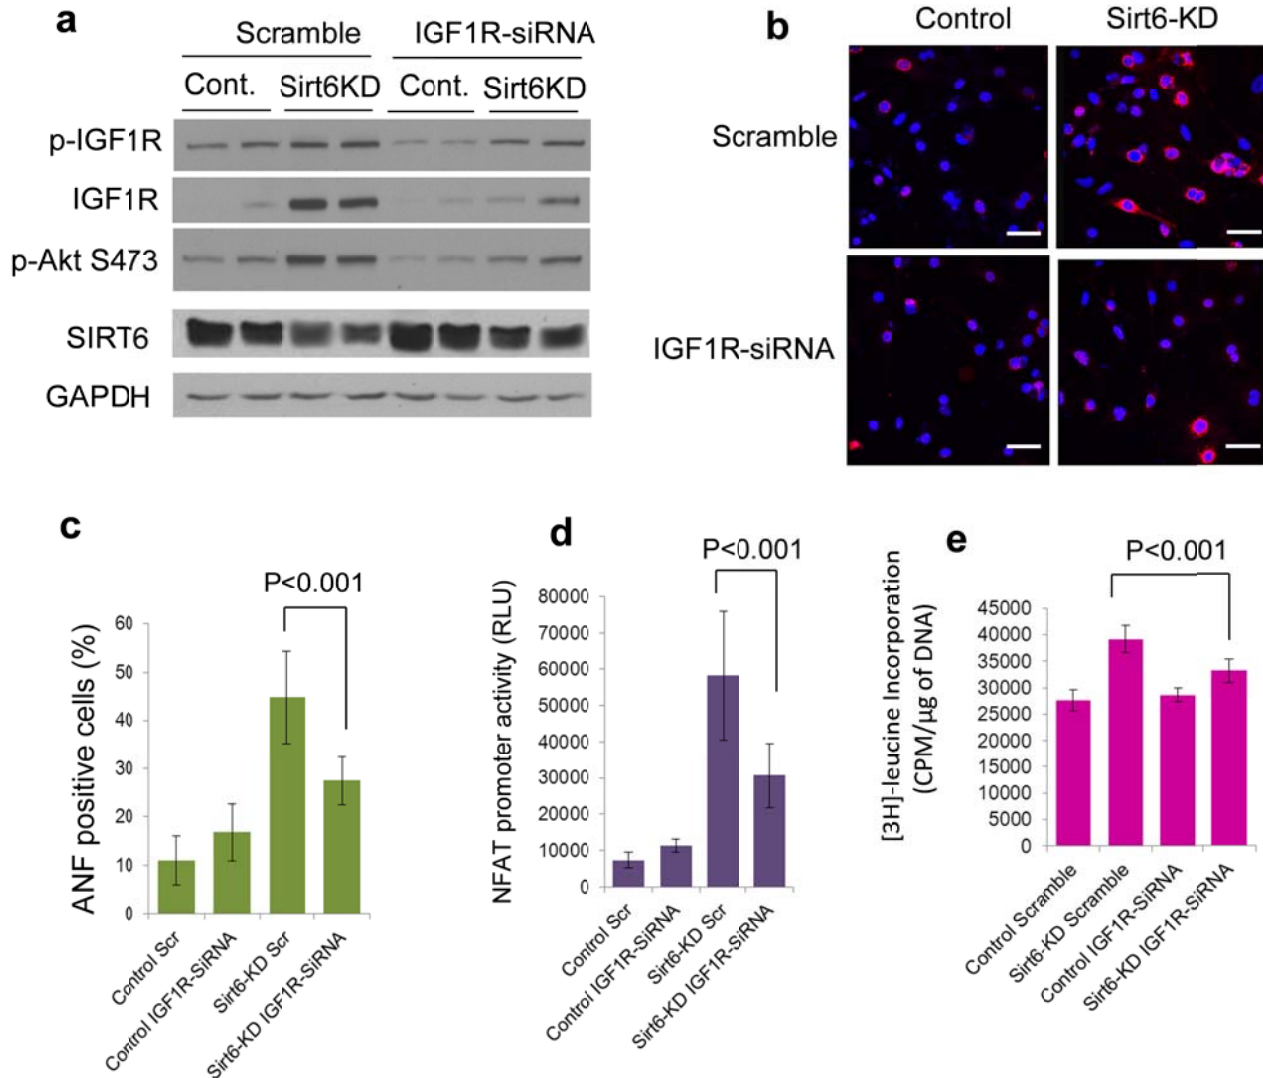 a
Scramble IGF1R-siRNA
Cont. Sirt6KD Cont. Sirt6KD
p-IGF1R
IGF1R
p-Akt S473
SIRT6
GAPDH
b
Control Sirt6-KD
Scramble
IGF1R-siRNA
c
P<0.001
ANF positive cells (%)
60
50
40
30
20
10
0
Control Scr
Control IGF1R-SiRNA
Sirt6-KD Scr
Sirt6-KD IGF1R-SiRNA
d
P<0.001
NFAT promoter activity (RLU)
80000
70000
60000
50000
40000
30000
20000
10000
0
Control Scr
Control IGF1R-SiRNA
Sirt6-KD Scr
Sirt6-KD IGF1R-SiRNA
e
P<0.001
[3H]-leucine Incorporation
(CPM/µg of DNA)
45000
40000
35000
30000
25000
20000
15000
10000
5000
0
Control Scramble
Sirt6-KD Scramble
Control IGF1R-SiRNA
Sirt6-KD IGF1R-SiRNA